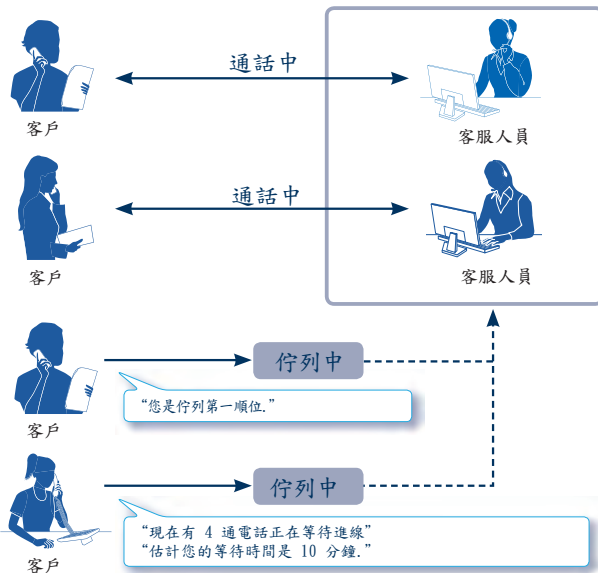 通話中
客戶
客服人員
通話中
客戶
客服人員
佇列中
“您是佇列第一順位.”
客戶
佇列中
“現在有 4 通電話正在等待進線”
“估計您的等待時間是 10 分鐘.”
客戶